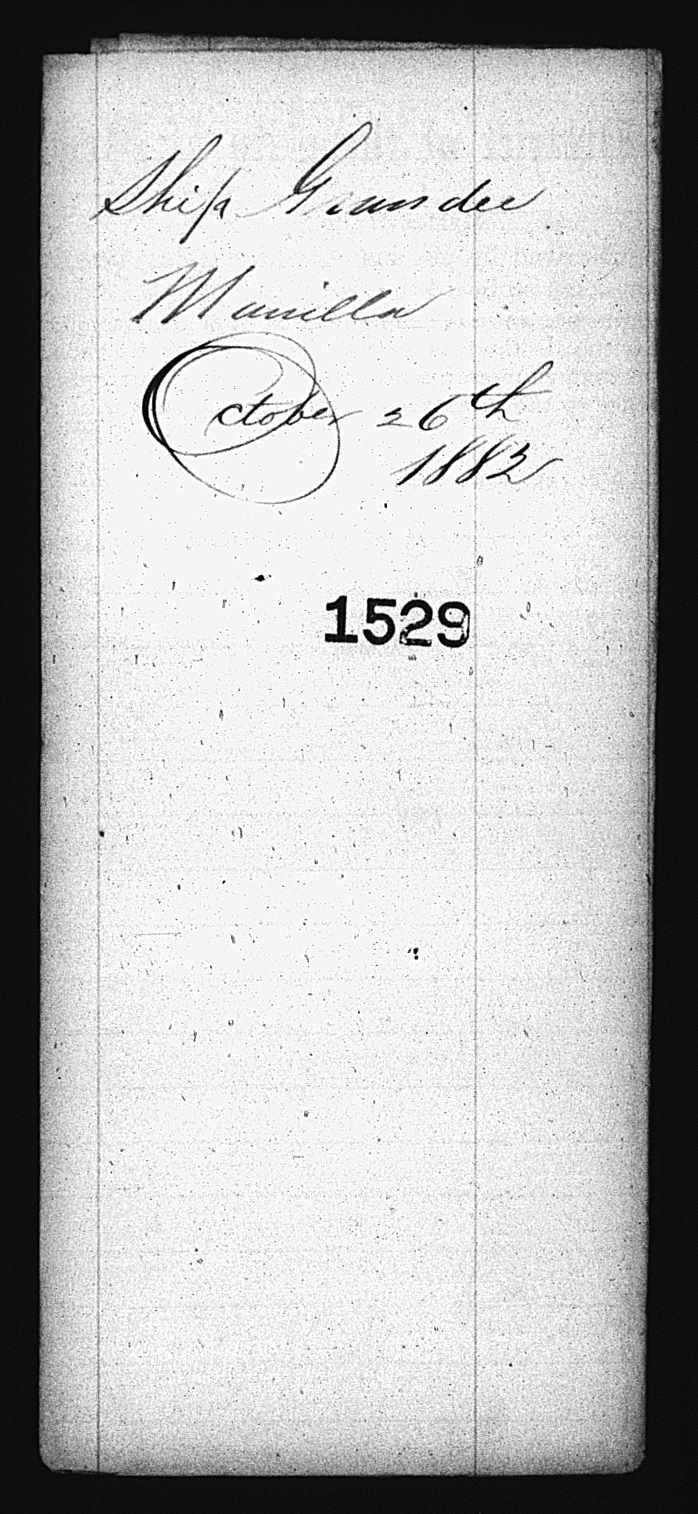 Ship Grandee
Manilla
October 26th
1882
1529